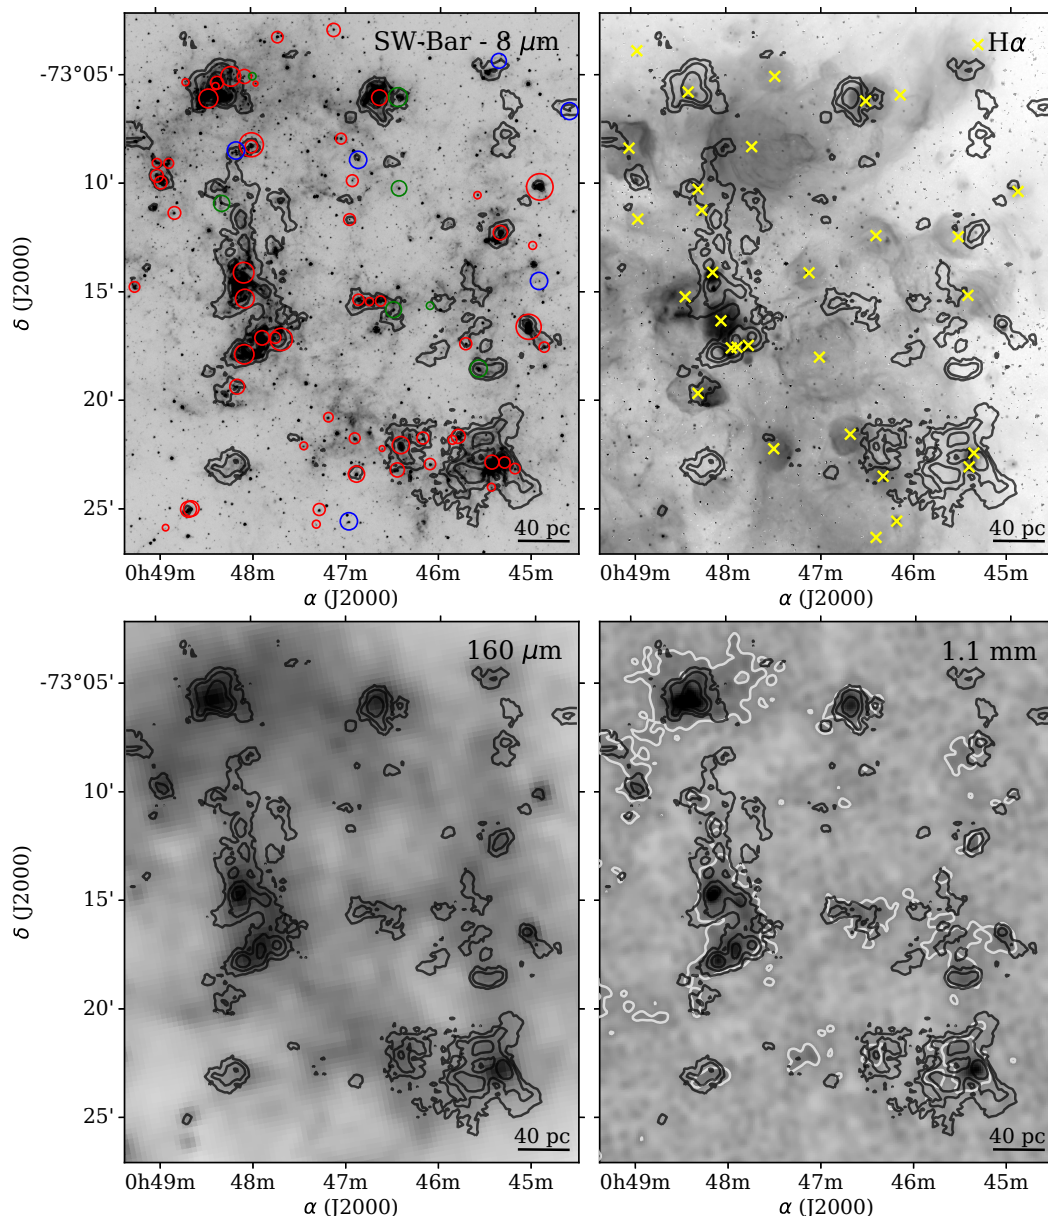 SW-Bar - 8 μm
Hα
-73°05'
10'
15'
20'
25'
δ (J2000)
40 pc
40 pc
0h49m 48m 47m 46m 45m
0h49m 48m 47m 46m 45m
α (J2000)
α (J2000)
160 μm
1.1 mm
-73°05'
10'
15'
20'
25'
δ (J2000)
40 pc
40 pc
0h49m 48m 47m 46m 45m
0h49m 48m 47m 46m 45m
α (J2000)
α (J2000)